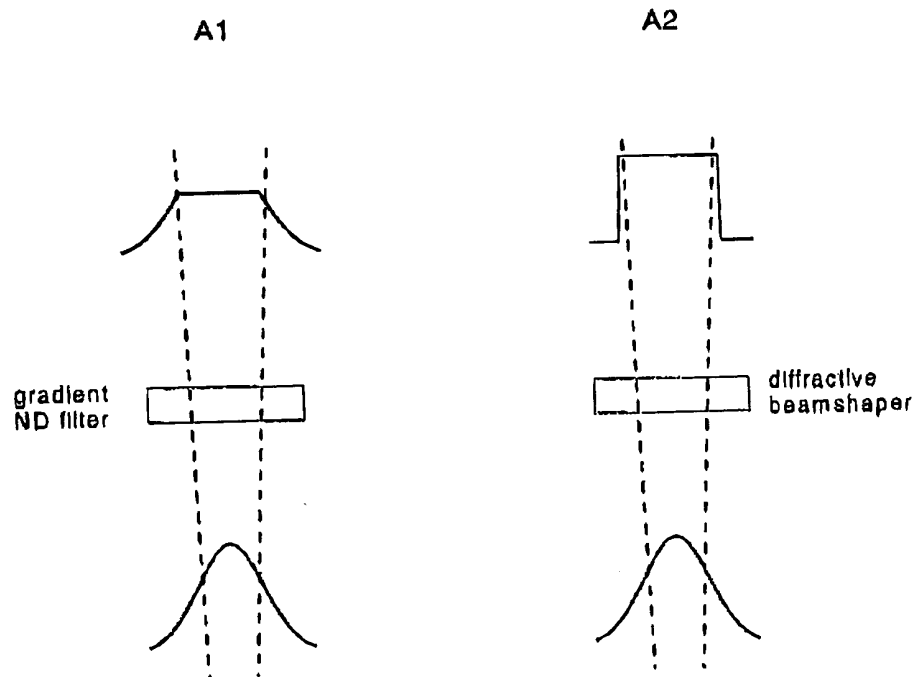 A1
A2
gradient
ND filter
diffractive
beamshaper